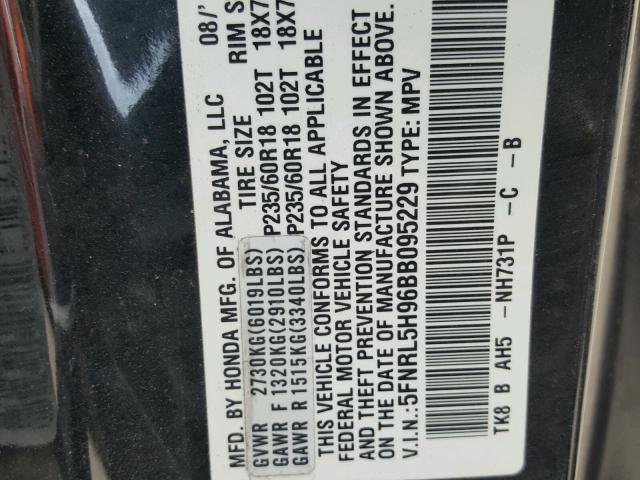 MFD. BY HONDA MFG. OF ALABAMA, LLC 08/
TIRE SIZE RIM S
GVWR 2730KG(6019LBS)
GAWR F 1320KG(2910LBS) P235/60R18 102T 18X7
GAWR R 1515KG(3340LBS) P235/60R18 102T 18X7
THIS VEHICLE CONFORMS TO ALL APPLICABLE
FEDERAL MOTOR VEHICLE SAFETY
AND THEFT PREVENTION STANDARDS IN EFFECT
ON THE DATE OF MANUFACTURE SHOWN ABOVE.
V.I.N.:5FNRL5H96BB095229 TYPE: MPV
TK8 B AH5 -NH731P -C -B